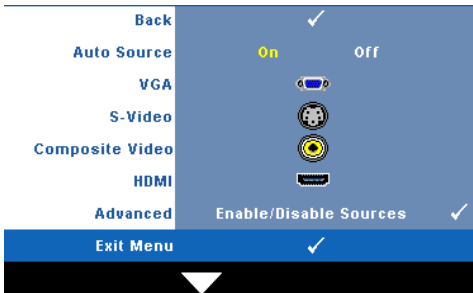 Back
Auto Source On Off
VGA
S-Video
Composite Video
HDMI
Advanced Enable/Disable Sources
Exit Menu